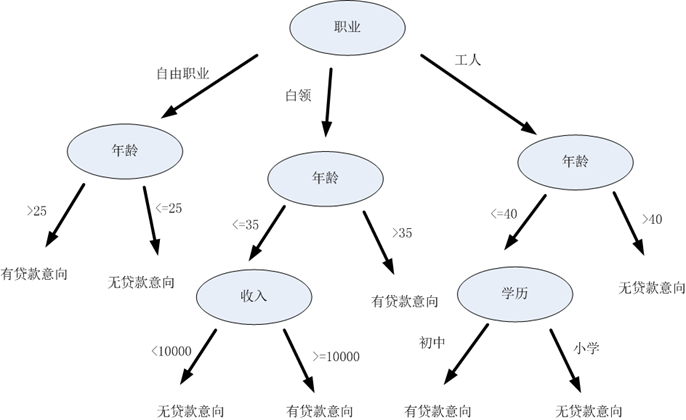 职业
自由职业
白领
工人
年龄
年龄
年龄
>25
<=25
<=35
>35
<=40
>40
有贷款意向
无贷款意向
收入
有贷款意向
学历
无贷款意向
<10000
>=10000
初中
小学
无贷款意向
有贷款意向
有贷款意向
无贷款意向